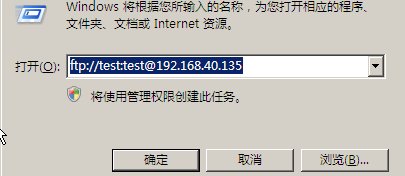 Windows 将根据您所输入的名称，为您打开相应的程序、
文件夹、文档或 Internet 资源。
打开(O): ftp://test:test@192.168.40.135
将使用管理权限创建此任务。
确定 取消 浏览(B)...